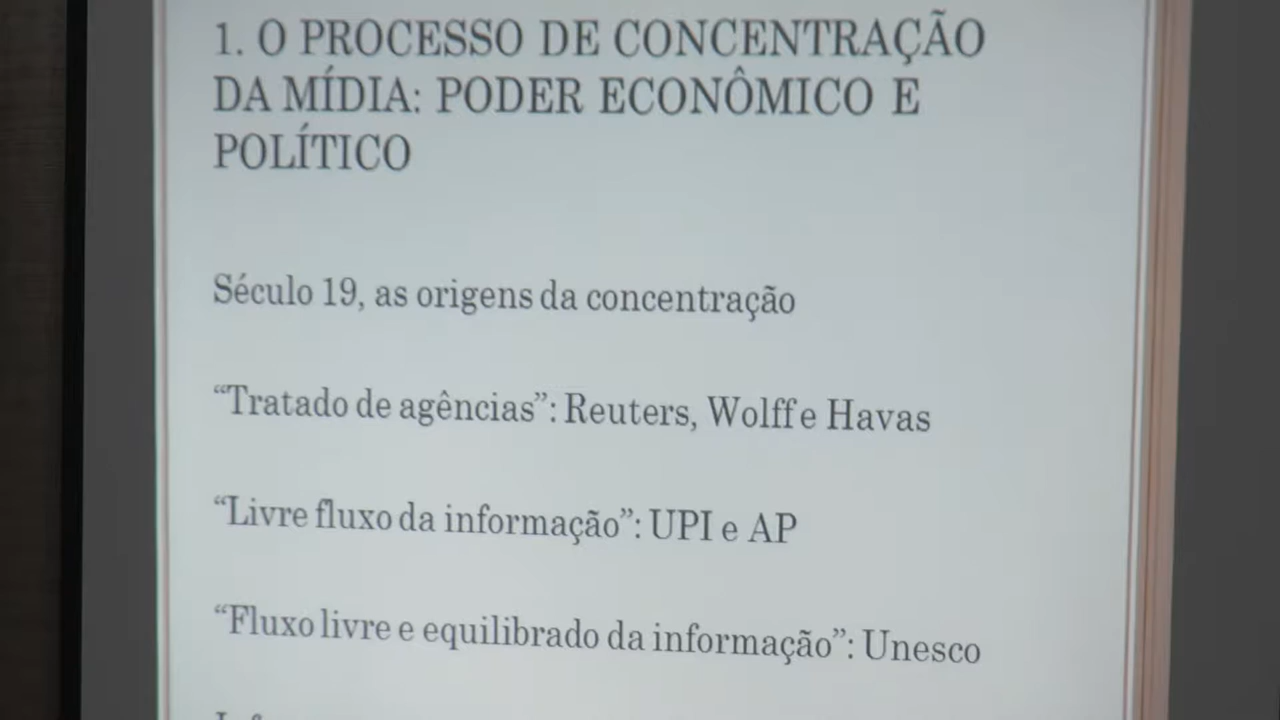 1. O PROCESSO DE CONCENTRAÇÃO
DA MÍDIA: PODER ECONÔMICO E
POLÍTICO
Século 19, as origens da concentração
“Tratado de agências”: Reuters, Wolff e Havas
“Livre fluxo da informação”: UPI e AP
“Fluxo livre e equilibrado da informação”: Unesco